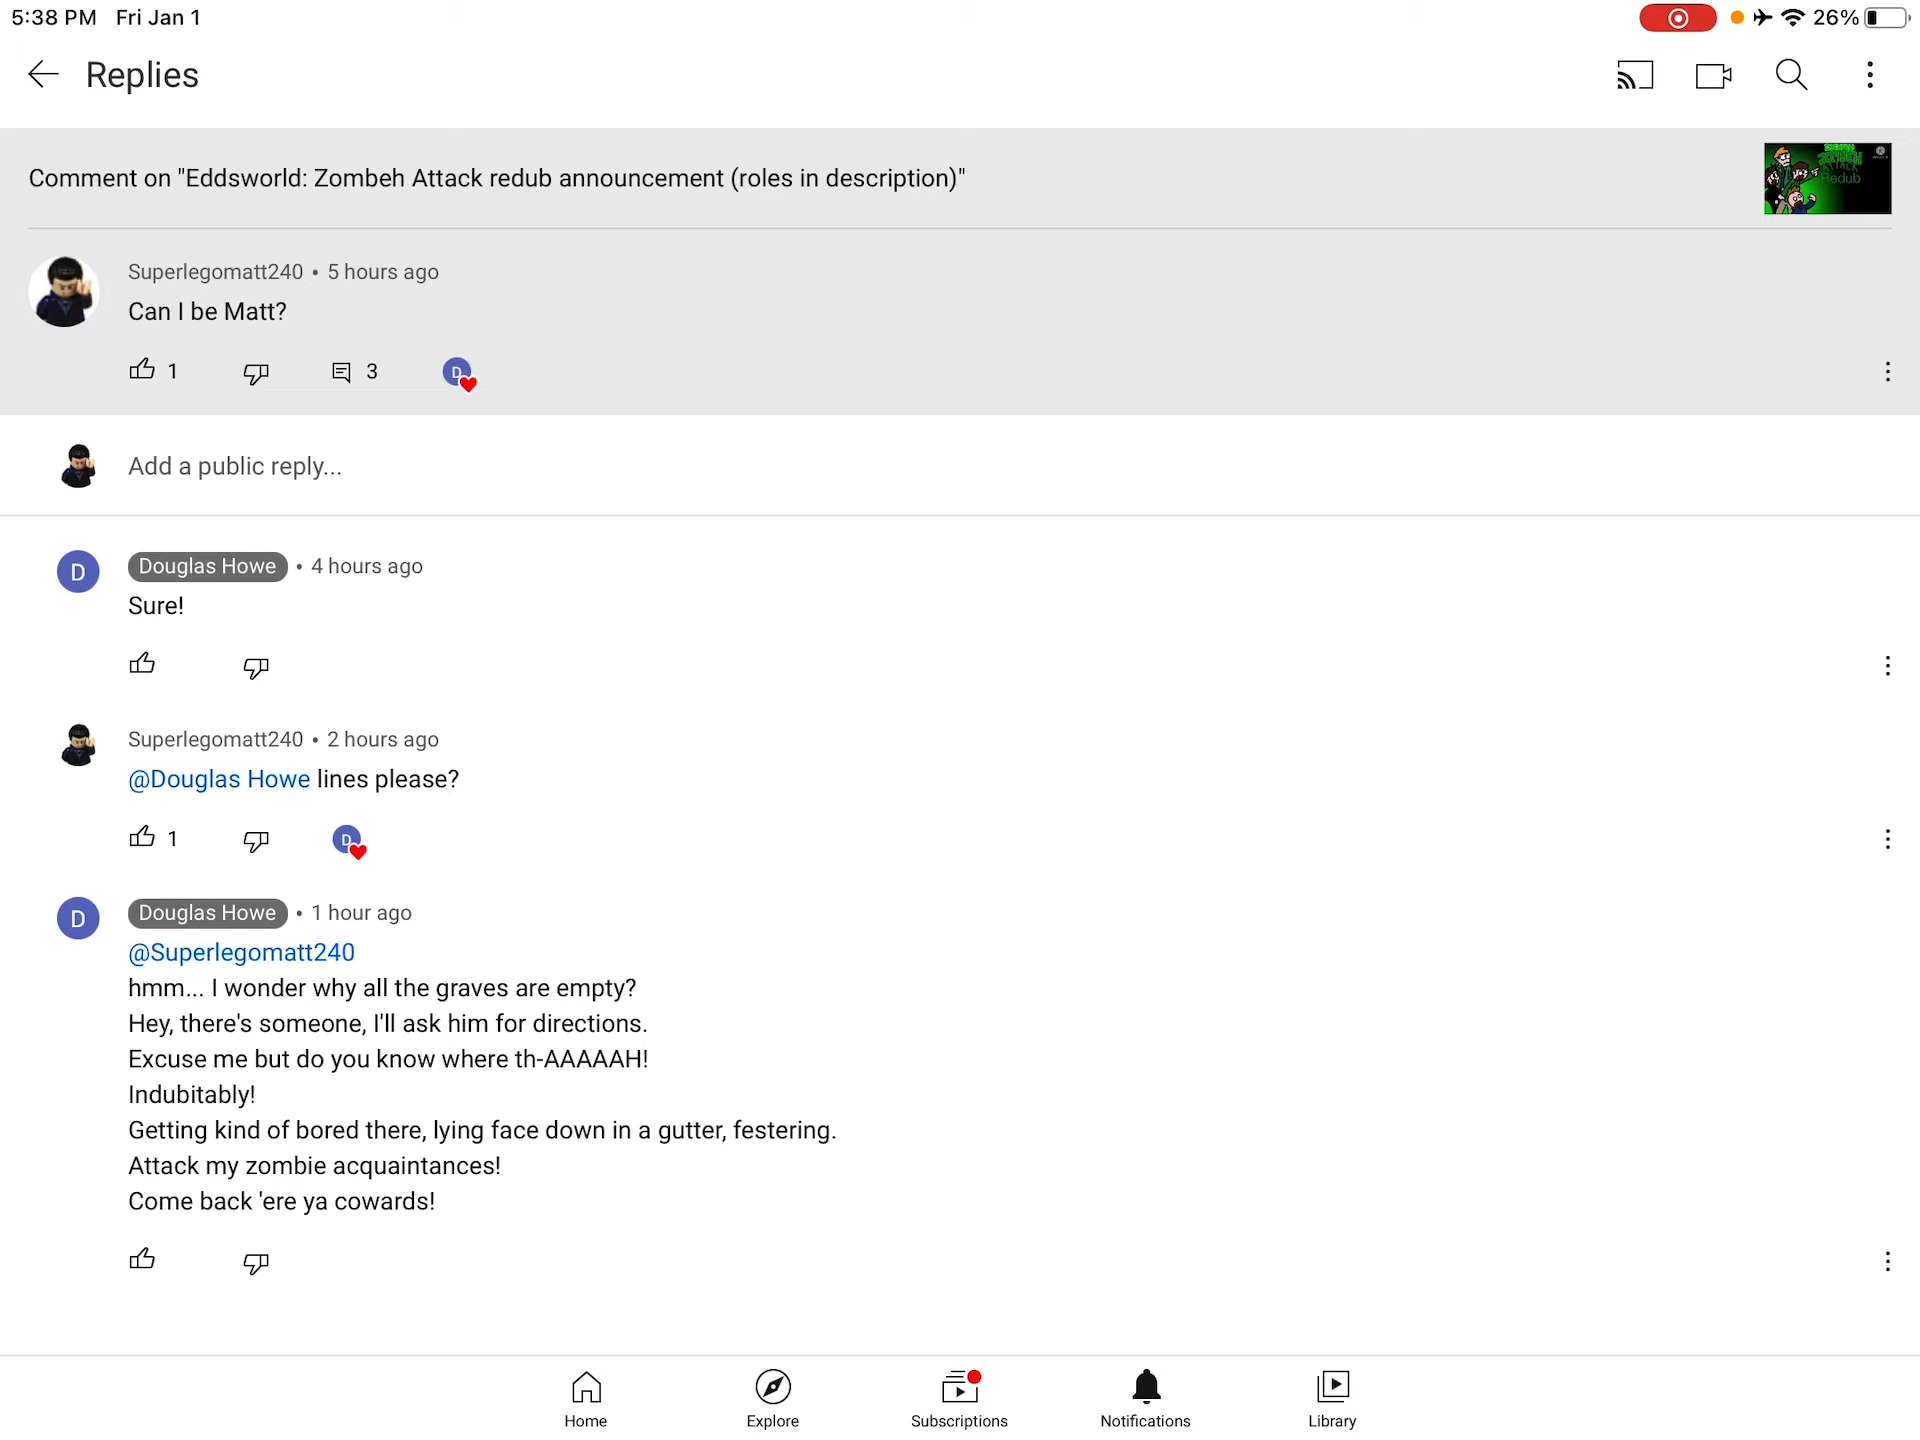 5:38 PM Fri Jan 1
26%
Replies
Comment on "Eddsworld: Zombeh Attack redub announcement (roles in description)"
ZOMBEH
ATTACK
Redub
Superlegomatt240 • 5 hours ago
Can I be Matt?
1 3 D
Add a public reply...
D Douglas Howe • 4 hours ago
Sure!
Superlegomatt240 • 2 hours ago
@Douglas Howe lines please?
1 D
D Douglas Howe • 1 hour ago
@Superlegomatt240
hmm... I wonder why all the graves are empty?
Hey, there's someone, I'll ask him for directions.
Excuse me but do you know where th-AAAAAH!
Indubitably!
Getting kind of bored there, lying face down in a gutter, festering.
Attack my zombie acquaintances!
Come back 'ere ya cowards!
Home Explore Subscriptions Notifications Library